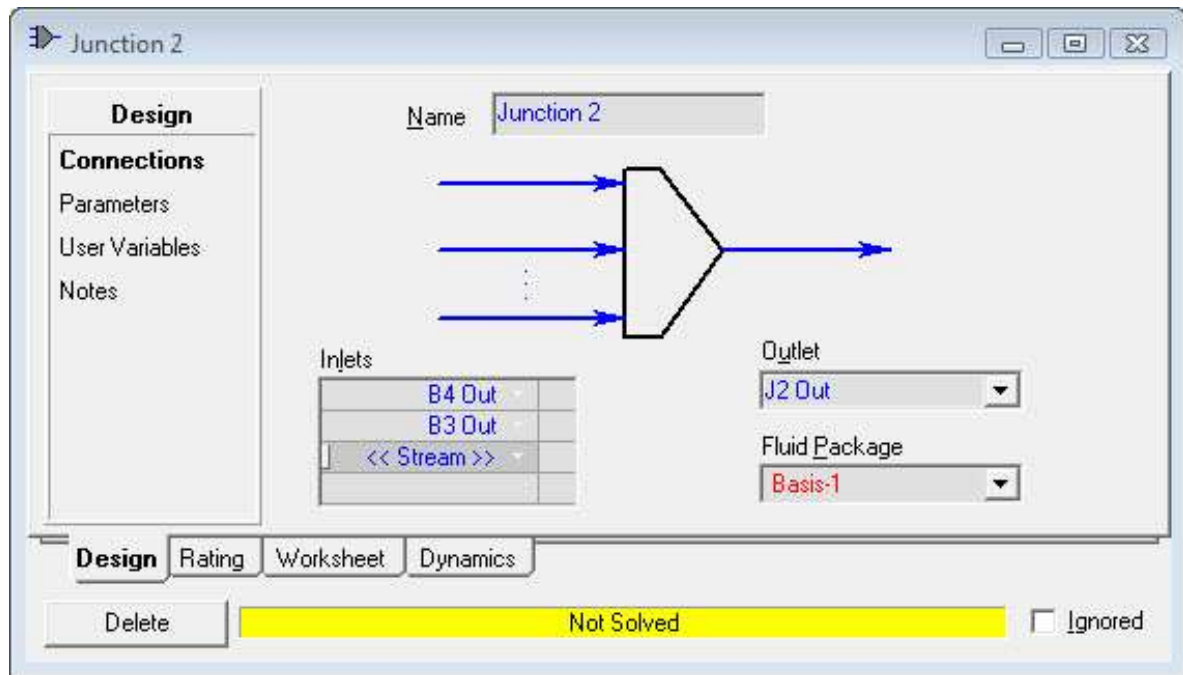 Junction 2
Design
Connections
Parameters
User Variables
Notes
Name Junction 2
Inlets
B4 Out
B3 Out
<< Stream >>
Outlet
J2 Out
Fluid Package
Basis-1
Design Rating Worksheet Dynamics
Delete Not Solved Ignored